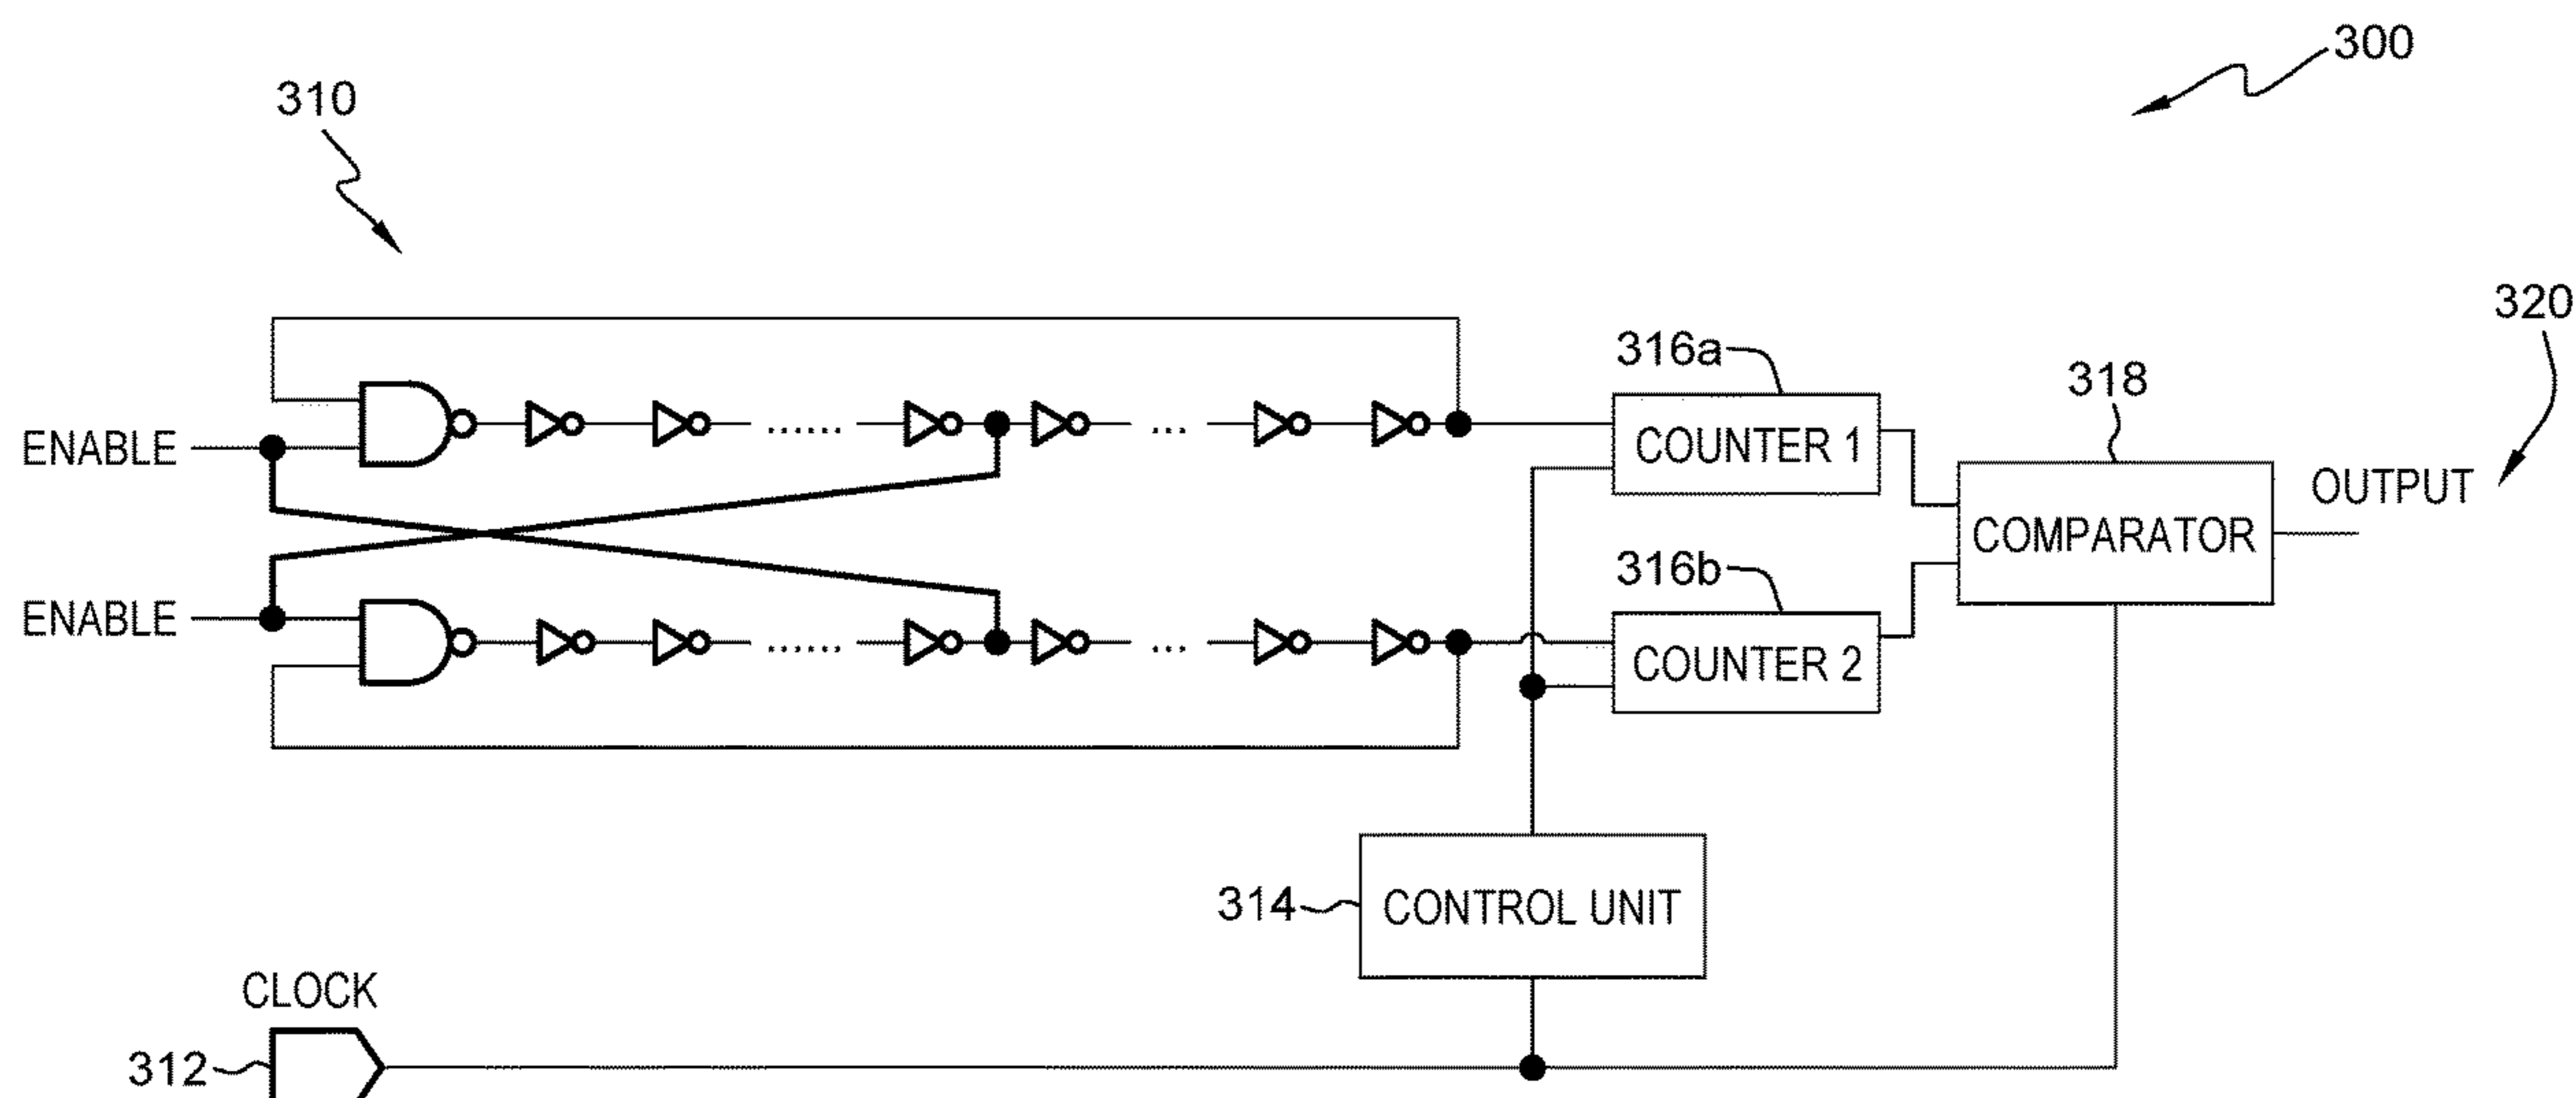 300
310
320
316a
318
ENABLE
COUNTER 1
OUTPUT
COMPARATOR
316b
ENABLE
COUNTER 2
314
CONTROL UNIT
CLOCK
312